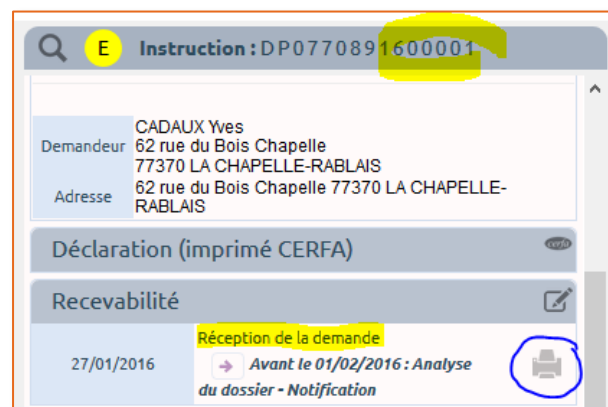 E Instruction : DP0770891600001
Demandeur
CADAUX Yves
62 rue du Bois Chapelle
77370 LA CHAPELLE-RABLAIS
Adresse
62 rue du Bois Chapelle 77370 LA CHAPELLE-
RABLAIS
Déclaration (imprimé CERFA)
cerfa
Recevabilité
27/01/2016
Réception de la demande
Avant le 01/02/2016 : Analyse
du dossier - Notification